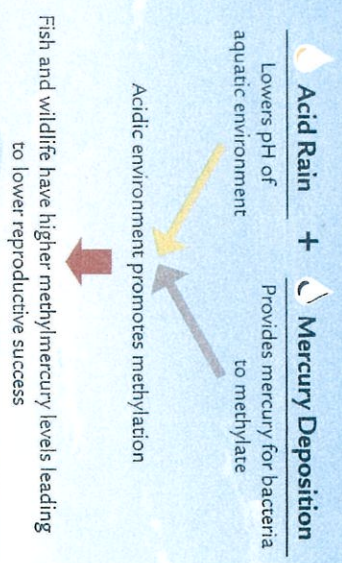 Acid Rain + Mercury Deposition
Lowers pH of
aquatic environment
Provides mercury for bacteria
to methylate
Acidic environment promotes methylation
Fish and wildlife have higher methylmercury levels leading
to lower reproductive success